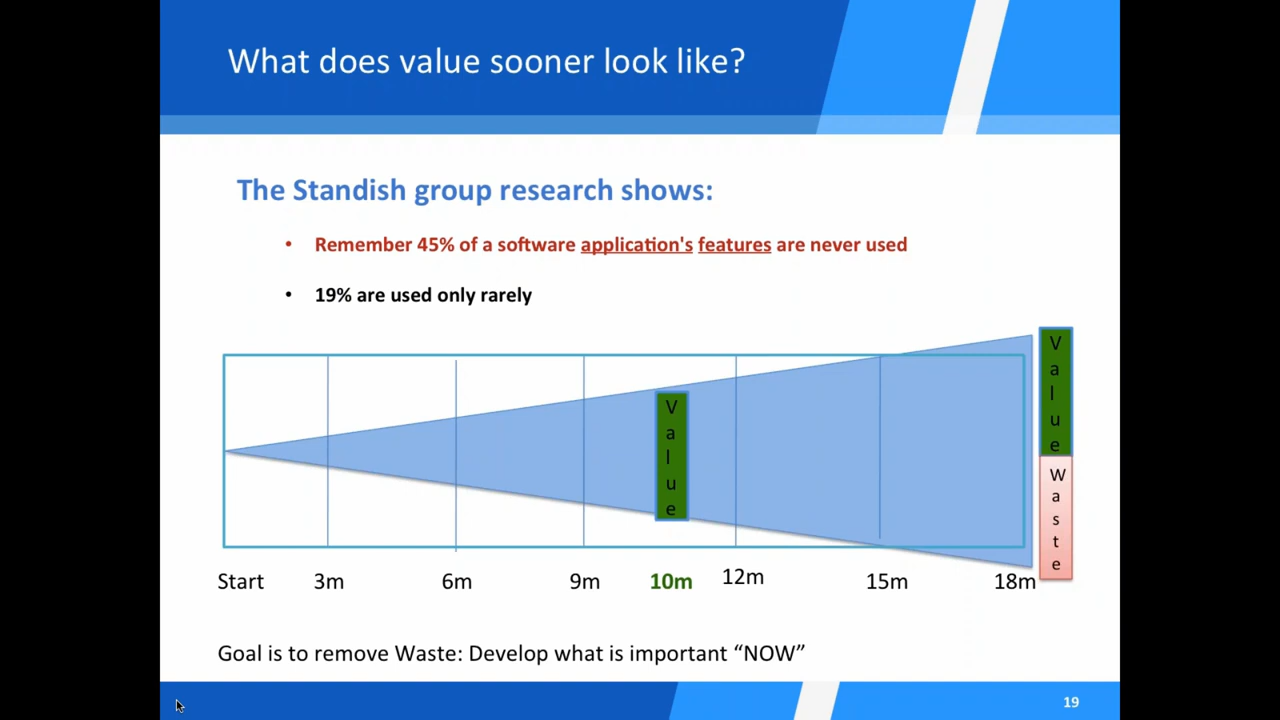 What does value sooner look like?
The Standish group research shows:
• Remember 45% of a software application's features are never used
• 19% are used only rarely
Value
Value
Waste
Start 3m 6m 9m 10m 12m 15m 18m
Goal is to remove Waste: Develop what is important “NOW”
19